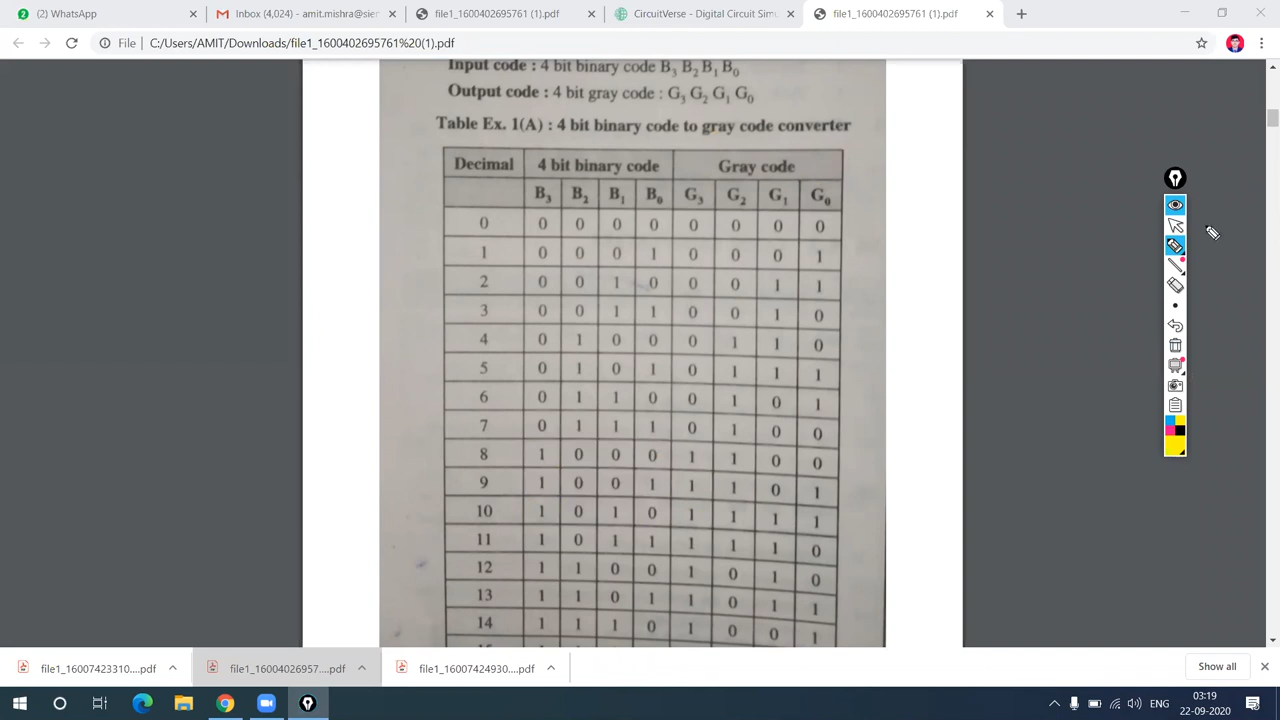 (2) WhatsApp
Inbox (4,024) - amit.mishra@sier
file1_1600402695761 (1).pdf
CircuitVerse - Digital Circuit Simu
file1_1600402695761 (1).pdf
File C:/Users/AMIT/Downloads/file1_1600402695761%20(1).pdf
Input code : 4 bit binary code B3 B2 B1 B0
Output code : 4 bit gray code : G3 G2 G1 G0
Table Ex. 1(A) : 4 bit binary code to gray code converter
Decimal 4 bit binary code Gray code
B3 B2 B1 B0 G3 G2 G1 G0
0 0 0 0 0 0 0 0 0
1 0 0 0 1 0 0 0 1
2 0 0 1 0 0 0 1 1
3 0 0 1 1 0 0 1 0
4 0 1 0 0 0 1 1 0
5 0 1 0 1 0 1 1 1
6 0 1 1 0 0 1 0 1
7 0 1 1 1 0 1 0 0
8 1 0 0 0 1 1 0 0
9 1 0 0 1 1 1 0 1
10 1 0 1 0 1 1 1 1
11 1 0 1 1 1 1 1 0
12 1 1 0 0 1 0 1 0
13 1 1 0 1 1 0 1 1
14 1 1 1 0 1 0 0 1
file1_16007423310....pdf
file1_16004026957....pdf
file1_16007424930....pdf
Show all
ENG
03:19
22-09-2020